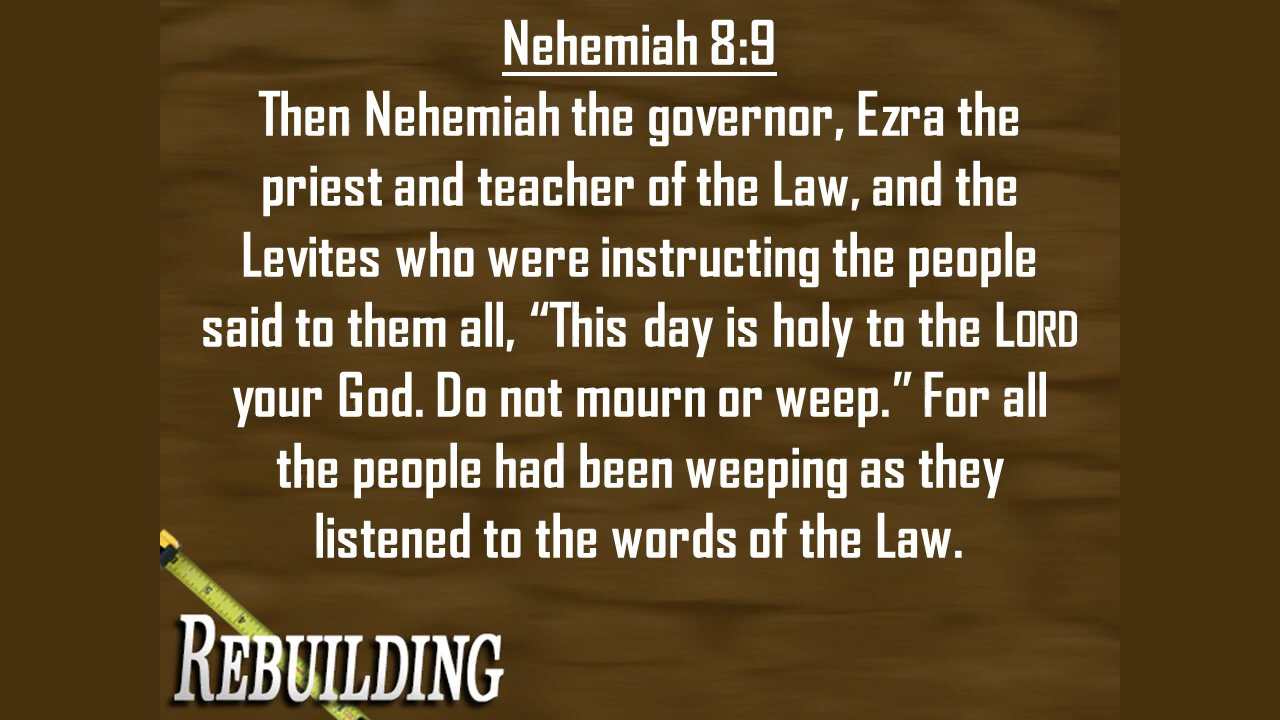 Nehemiah 8:9
Then Nehemiah the governor, Ezra the
priest and teacher of the Law, and the
Levites who were instructing the people
said to them all, “This day is holy to the LORD
your God. Do not mourn or weep.” For all
the people had been weeping as they
listened to the words of the Law.
REBUILDING